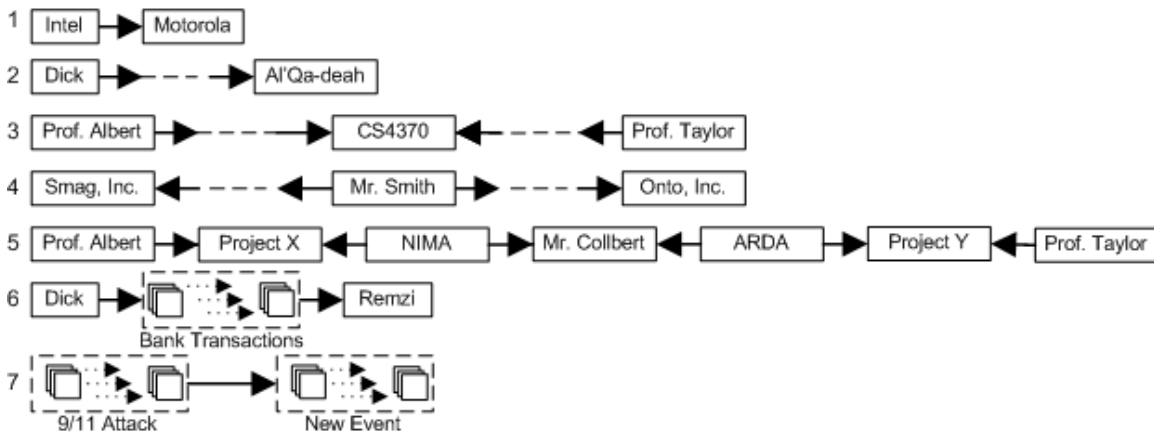 1 Intel Motorola
2 Dick Al'Qa-deah
3 Prof. Albert CS4370 Prof. Taylor
4 Smag, Inc. Mr. Smith Onto, Inc.
5 Prof. Albert Project X NIMA Mr. Collbert ARDA Project Y Prof. Taylor
6 Dick Remzi
Bank Transactions
7
9/11 Attack New Event